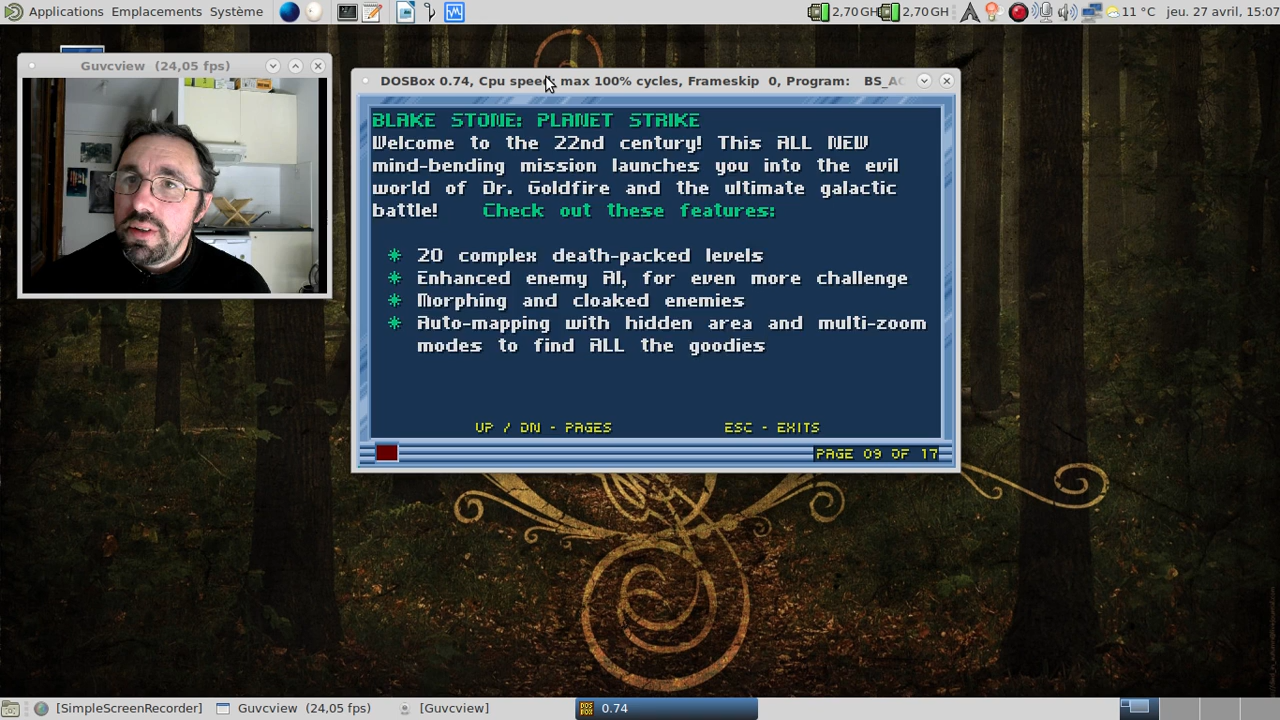 Applications Emplacements Système 2,70 GH 2,70 GH 11 °C jeu. 27 avril, 15:07
Guvcview (24,05 fps)
DOSBox 0.74, Cpu speed: max 100% cycles, Frameskip 0, Program: BS_AO
BLAKE STONE: PLANET STRIKE
Welcome to the 22nd century! This ALL NEW
mind-bending mission launches you into the evil
world of Dr. Goldfire and the ultimate galactic
battle! Check out these features:
* 20 complex death-packed levels
* Enhanced enemy AI, for even more challenge
* Morphing and cloaked enemies
* Auto-mapping with hidden area and multi-zoom
modes to find ALL the goodies
UP / DN - PAGES ESC - EXITS
PAGE 09 OF 17
[SimpleScreenRecorder] Guvcview (24,05 fps) [Guvcview] DOS BOX 0.74